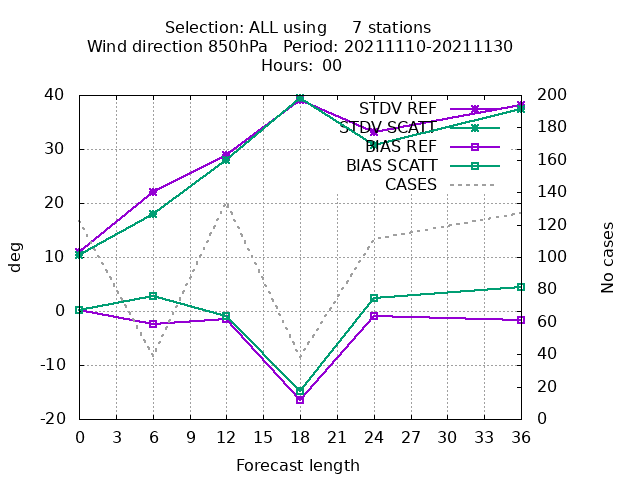 Selection: ALL using     7 stations
Wind direction 850hPa   Period: 20211110-20211130
Hours: 00
40
30
20
10
0
-10
-20
deg
200
180
160
140
120
100
80
60
40
20
0
No cases
STDV REF
STDV SCATT
BIAS REF
BIAS SCATT
CASES
0 3 6 9 12 15 18 21 24 27 30 33 36
Forecast length